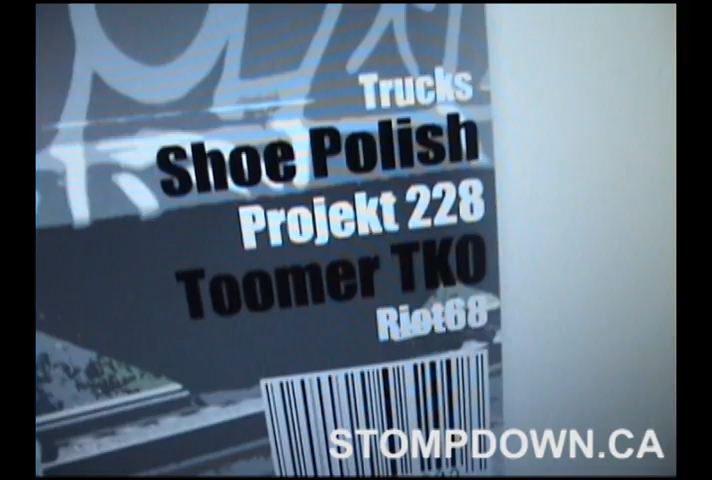 Trucks
Shoe Polish
Projekt 228
Toomer TKO
Riot68
STOMPDOWN.CA